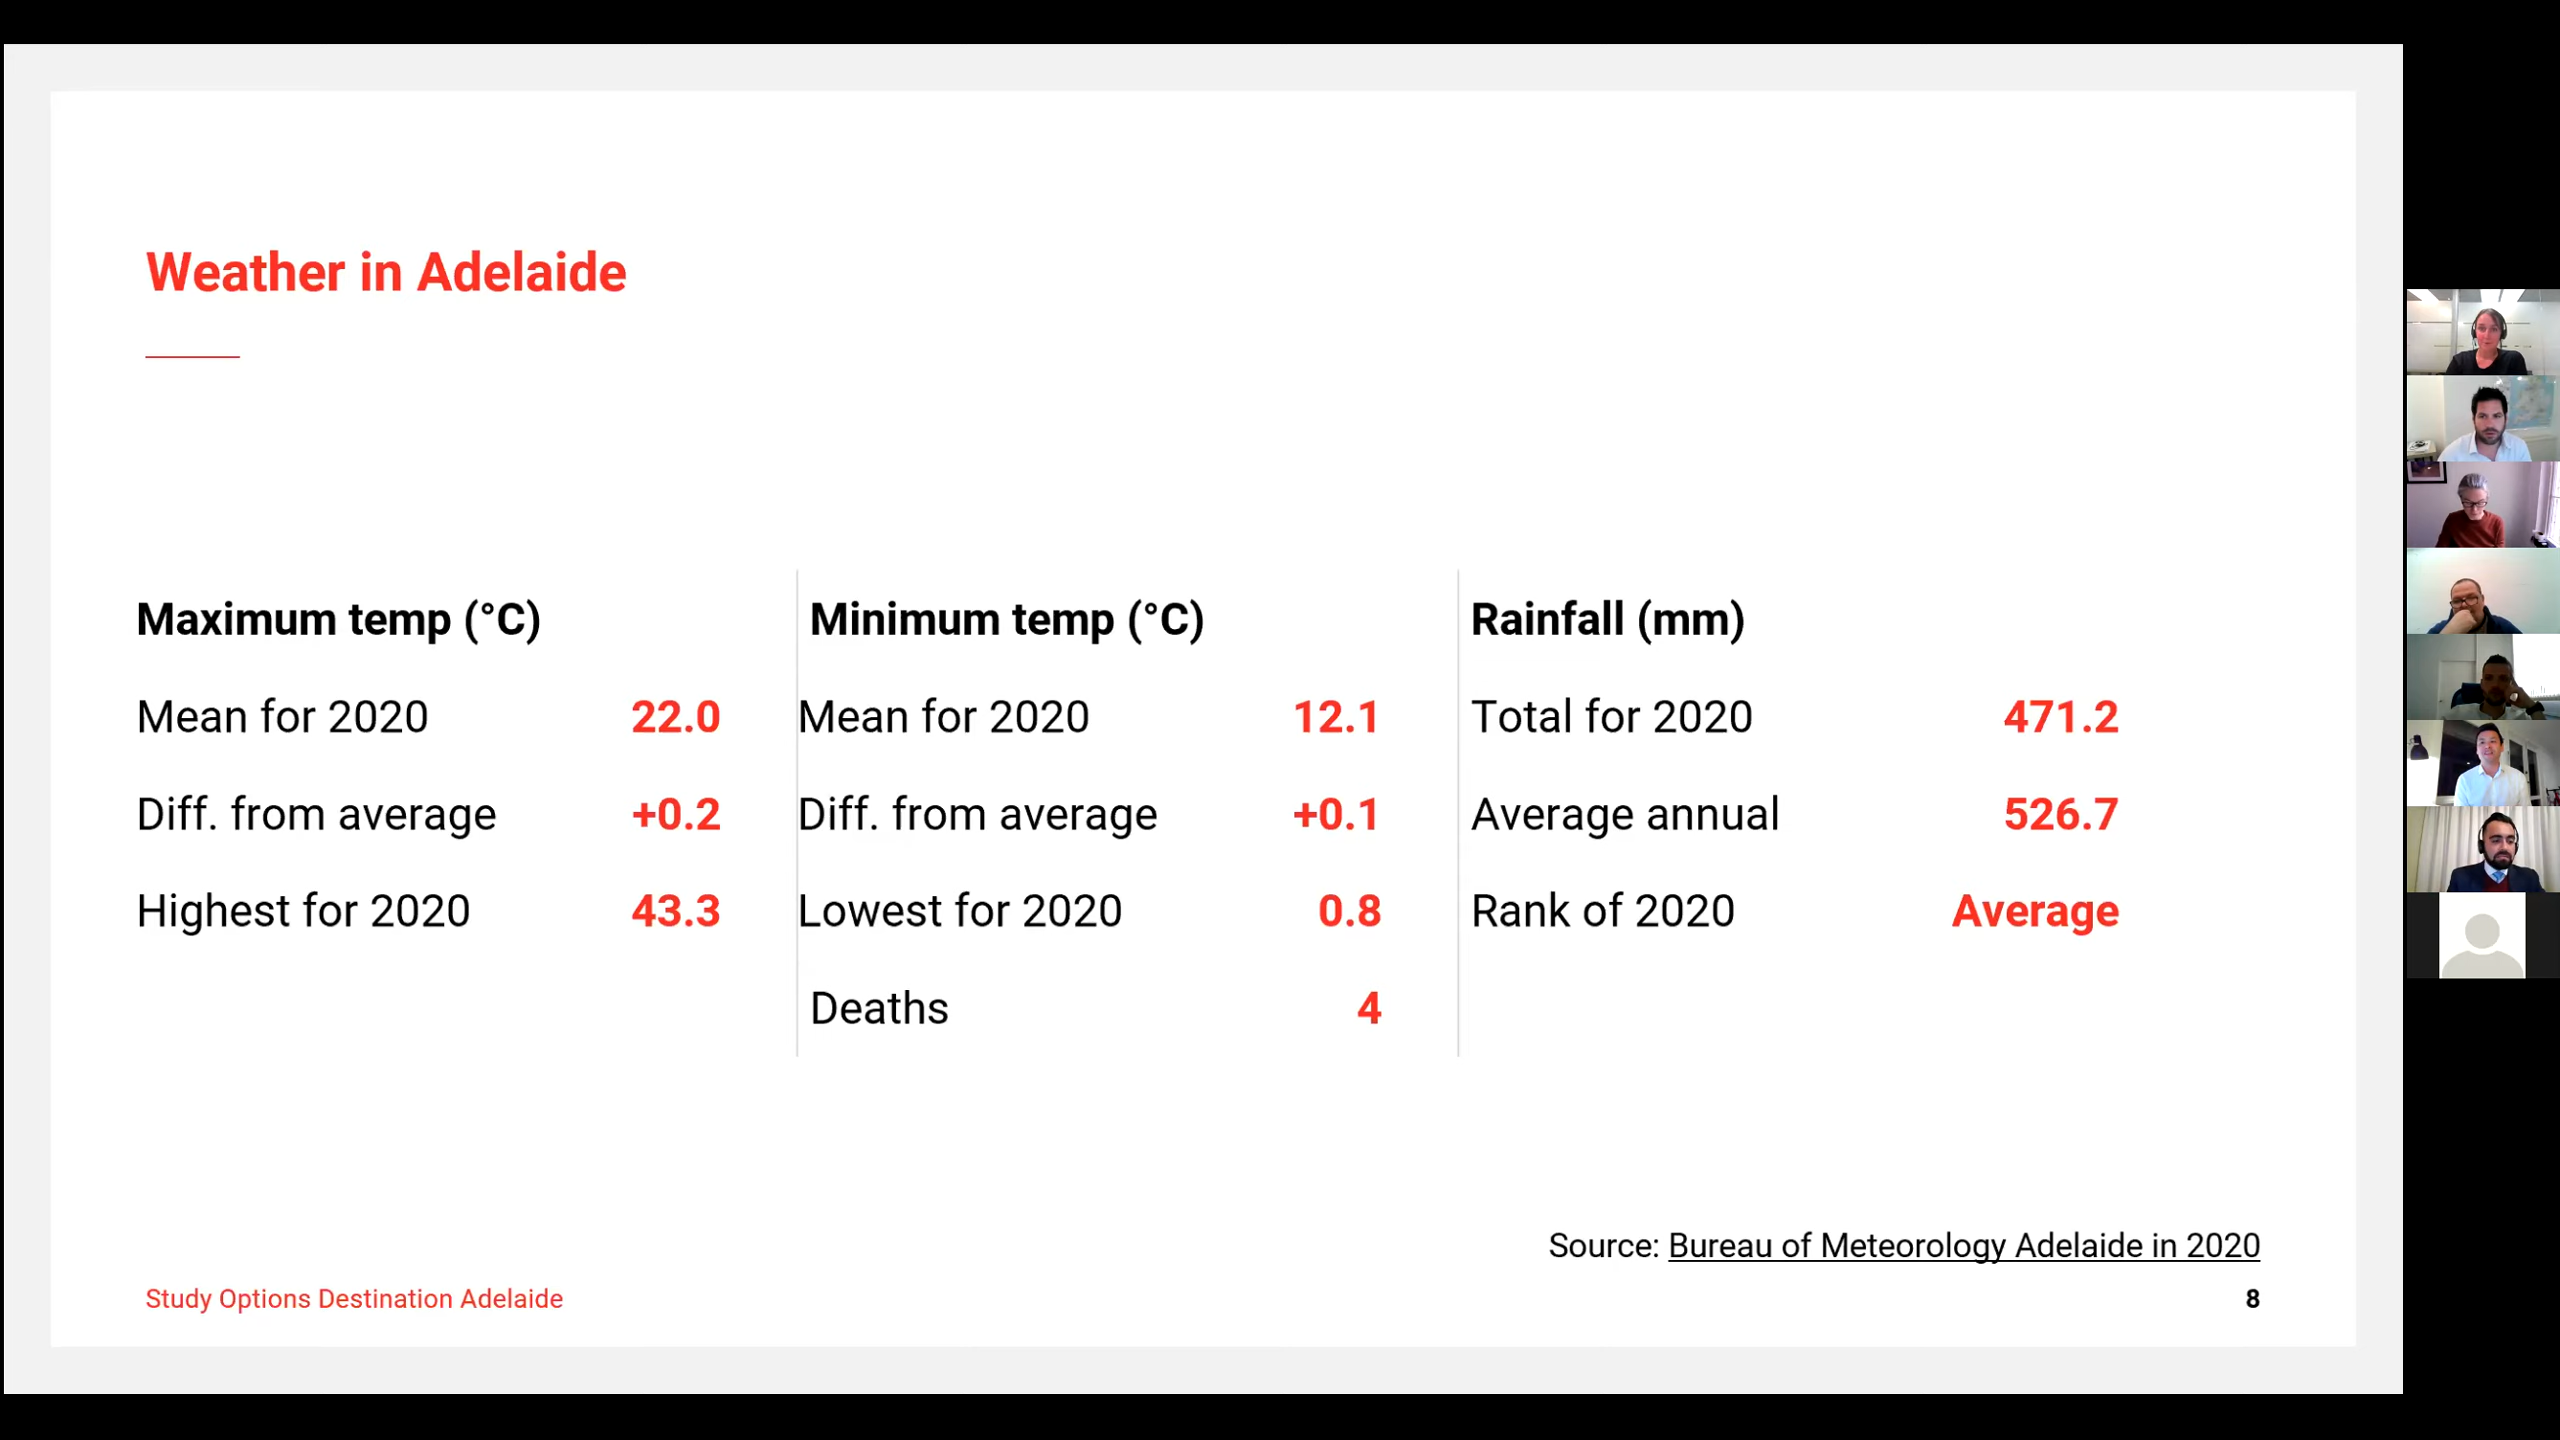 Weather in Adelaide
Maximum temp (°C)
Mean for 2020 22.0
Diff. from average +0.2
Highest for 2020 43.3
Minimum temp (°C)
Mean for 2020 12.1
Diff. from average +0.1
Lowest for 2020 0.8
Deaths 4
Rainfall (mm)
Total for 2020 471.2
Average annual 526.7
Rank of 2020 Average
Source: Bureau of Meteorology Adelaide in 2020
Study Options Destination Adelaide
8